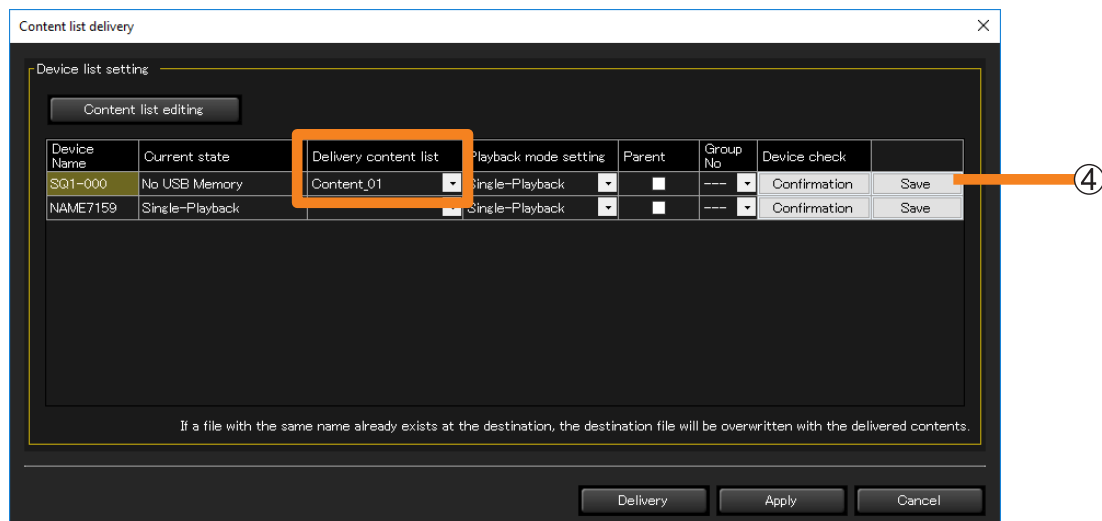 Content list delivery
Device list setting
Content list editing
Device Name Current state Delivery content list Playback mode setting Parent Group No Device check
SQ1-000 No USB Memory Content_01 Single-Playback --- Confirmation Save
④
NAME7159 Single-Playback Single-Playback --- Confirmation Save
If a file with the same name already exists at the destination, the destination file will be overwritten with the delivered contents.
Delivery Apply Cancel